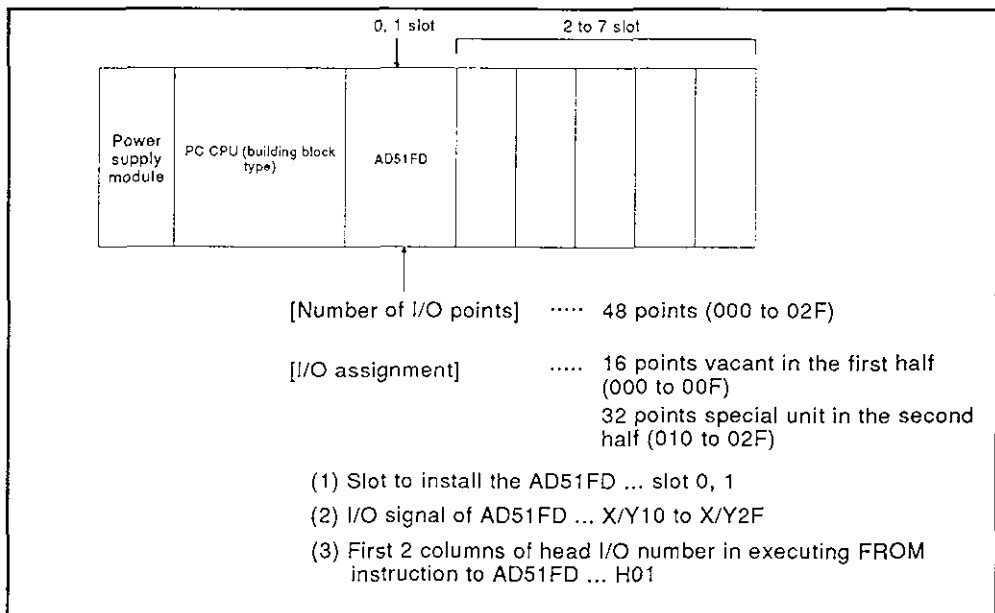 0, 1 slot
2 to 7 slot
Power
supply
module
PC CPU (building block
type)
AD51FD
[Number of I/O points] ····· 48 points (000 to 02F)
[I/O assignment] ····· 16 points vacant in the first half
(000 to 00F)
32 points special unit in the second
half (010 to 02F)
(1) Slot to install the AD51FD ... slot 0, 1
(2) I/O signal of AD51FD ... X/Y10 to X/Y2F
(3) First 2 columns of head I/O number in executing FROM
instruction to AD51FD ... H01